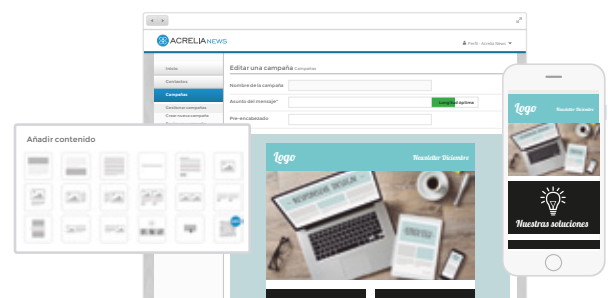 ACRELIA NEWS
Perfil - Acrelia News
Inicio
Contactos
Campañas
Gestionar campañas
Crear nueva campaña
Editar una campaña Campañas
Nombre de la campaña
Asunto del mensaje*
Longitud óptima
Pre-encabezado
Añadir contenido
Logo
Newsletter Diciembre
RESPONSIVE DESIGN
Logo
Newsletter Diciembre
Nuestras soluciones